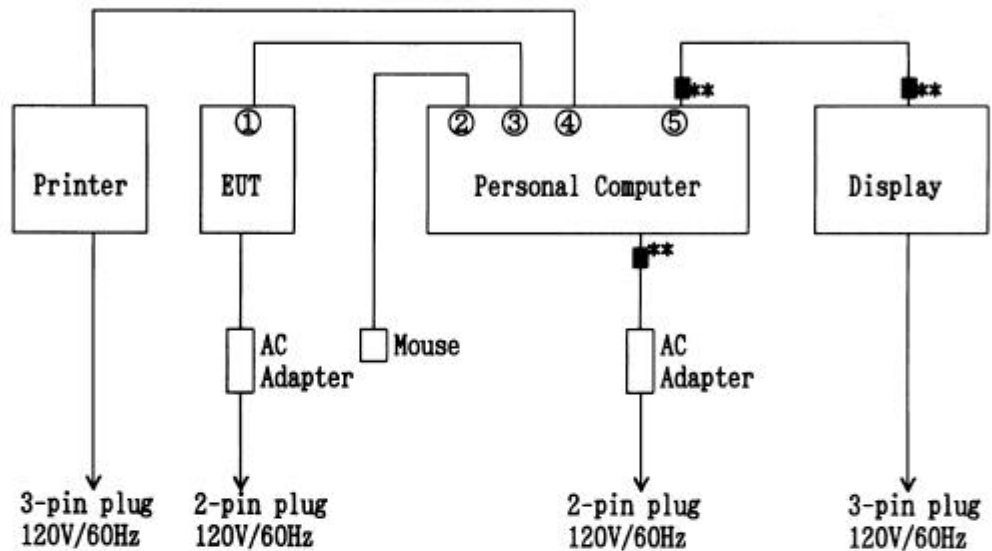 **
**
① ② ③ ④ ⑤
Printer EUT Personal Computer Display
**
AC
Adapter
Mouse
AC
Adapter
3-pin plug
120V/60Hz
2-pin plug
120V/60Hz
2-pin plug
120V/60Hz
3-pin plug
120V/60Hz